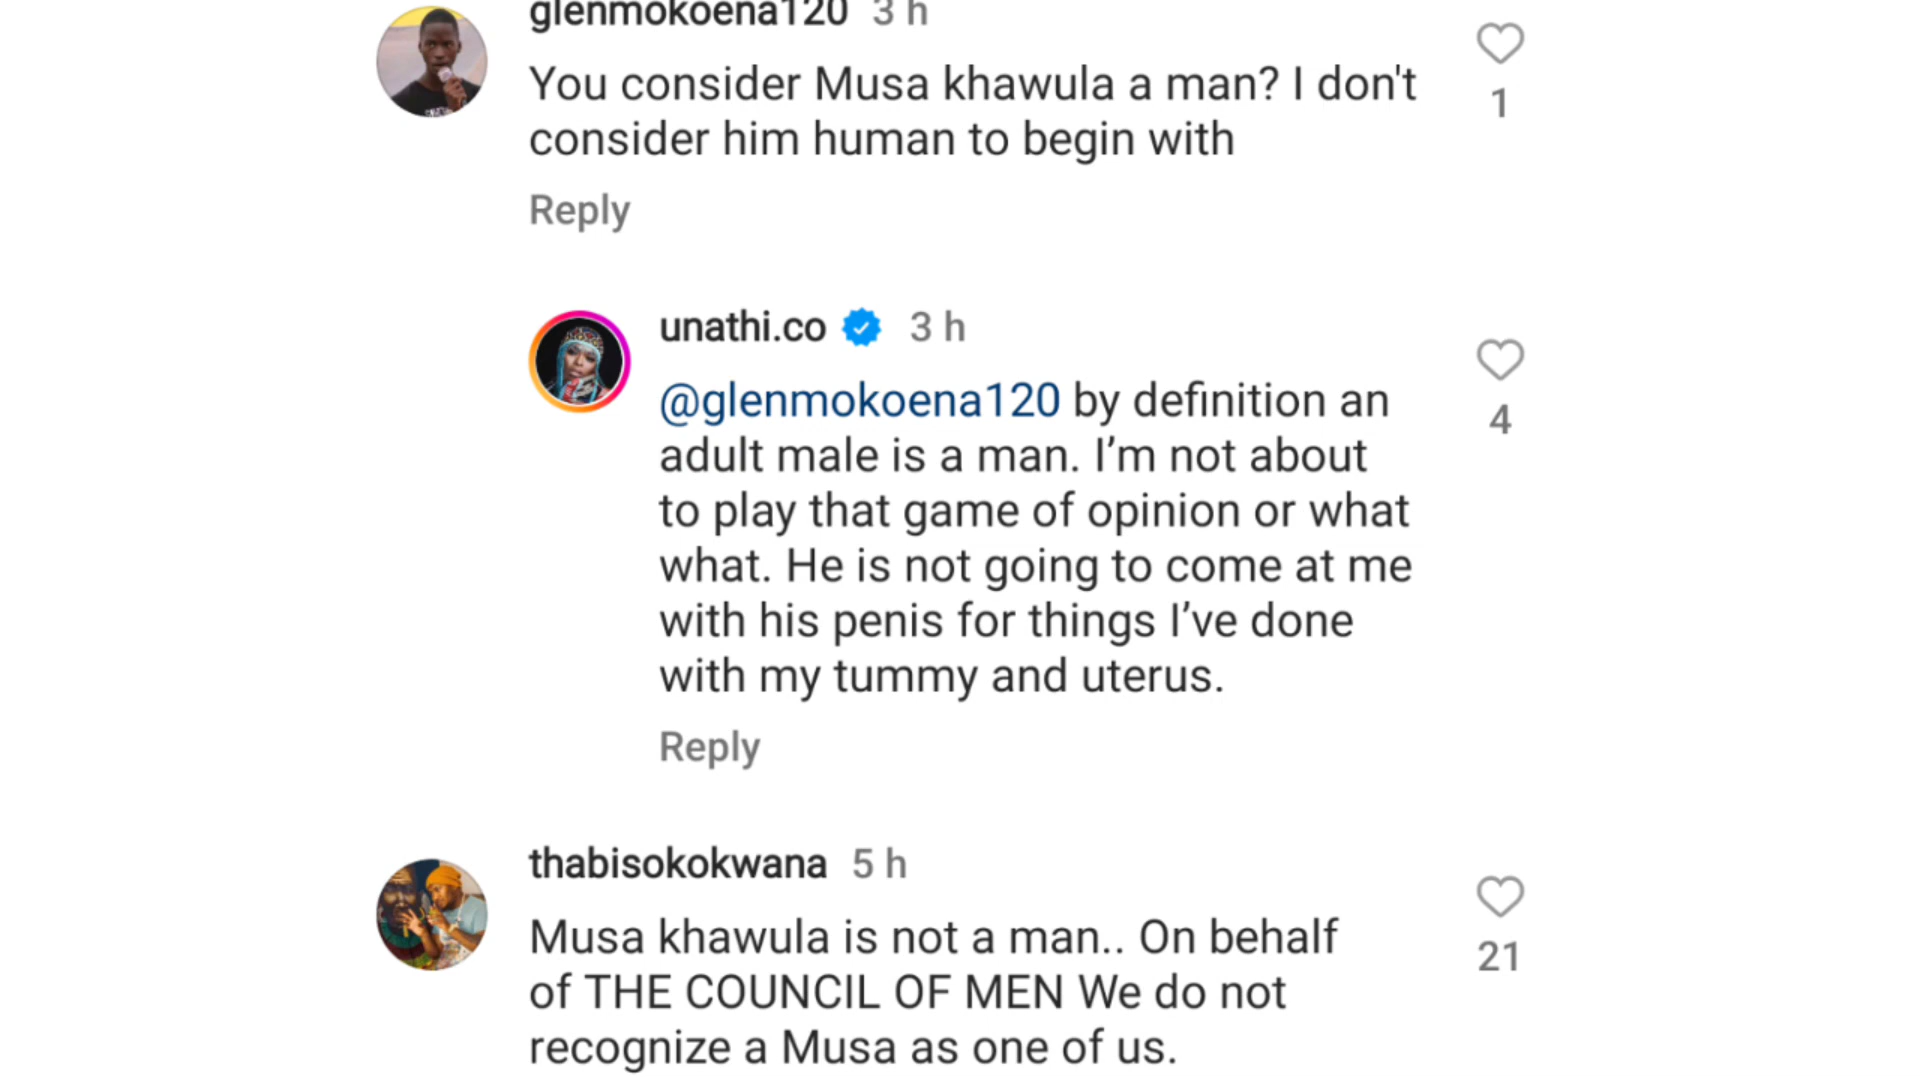 glenmokoena120 3 h
You consider Musa khawula a man? I don't
consider him human to begin with
1
Reply
unathi.co 3 h
@glenmokoena120 by definition an
adult male is a man. I’m not about
to play that game of opinion or what
what. He is not going to come at me
with his penis for things I’ve done
with my tummy and uterus.
4
Reply
thabisokokwana 5 h
Musa khawula is not a man.. On behalf
of THE COUNCIL OF MEN We do not
recognize a Musa as one of us.
21